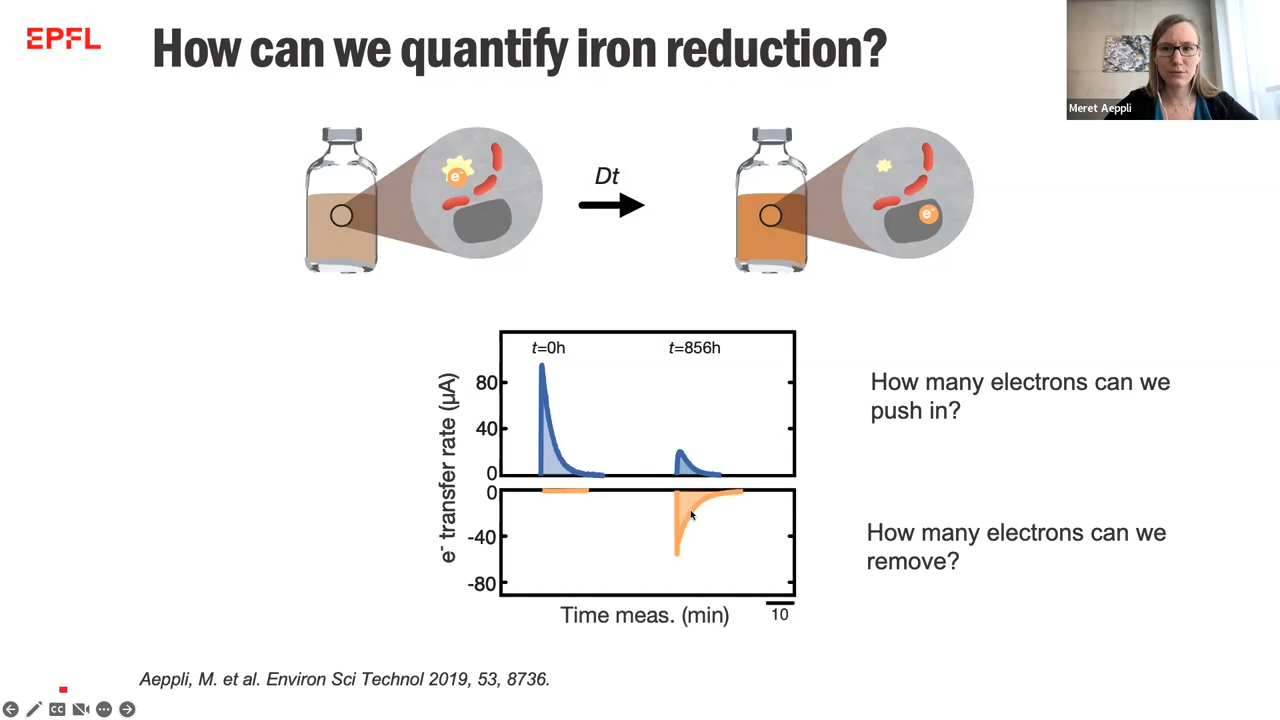 EPFL
How can we quantify iron reduction?
Meret Aeppli
e-
Dt
e-
t=0h
t=856h
80
40
0
0
-40
-80
e- transfer rate (µA)
Time meas. (min)
10
How many electrons can we
push in?
How many electrons can we
remove?
Aeppli, M. et al. Environ Sci Technol 2019, 53, 8736.
CC